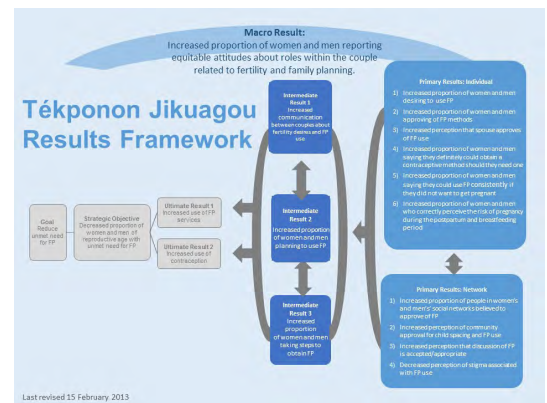 Macro Result:
Increased proportion of women and men reporting
equitable attitudes about roles within the couple
related to fertility and family planning.
Tékponon Jikuagou
Results Framework
Goal
Reduce
unmet need
for FP
Strategic Objective
Decreased proportion of
women and men of
reproductive age with
unmet need for FP
Ultimate Result 1
Increased use of FP
services
Ultimate Result 2
Increased use of
contraception
Intermediate
Result 1
Increased
communication
between couples about
fertility desires and FP
use
Intermediate
Result 2
Increased proportion
of women and men
planning to use FP
Intermediate
Result 3
Increased
proportion
of women and men
taking steps to
obtain FP
Primary Results: Individual
1) Increased proportion of women and men
desiring to use FP
2) Increased proportion of women and men
approving of FP methods
3) Increased perception that spouse approves
of FP use
4) Increased proportion of women and men
saying they definitely could obtain a
contraceptive method should they need one
5) Increased proportion of women and men
saying they could use FP consistently if
they did not want to get pregnant
6) Increased proportion of women and men
who correctly perceive the risk of pregnancy
during the postpartum and breastfeeding
period
Primary Results: Network
1) Increased proportion of people in women's
and men's social networks believed to
approve of FP
2) Increased perception of community
approval for child spacing and FP use
3) Increased perception that discussion of FP
is accepted/appropriate
4) Decreased perception of stigma associated
with FP use
Last revised 15 February 2013